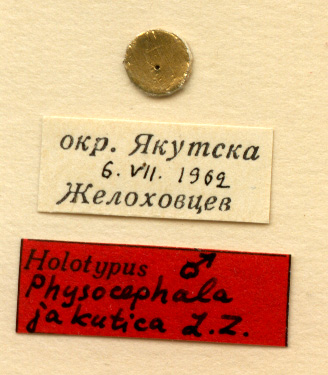 окр. Якутска
6. VII. 1962
Желоховцев
Holotypus ♂
Physocephala
jakutica L.Z.